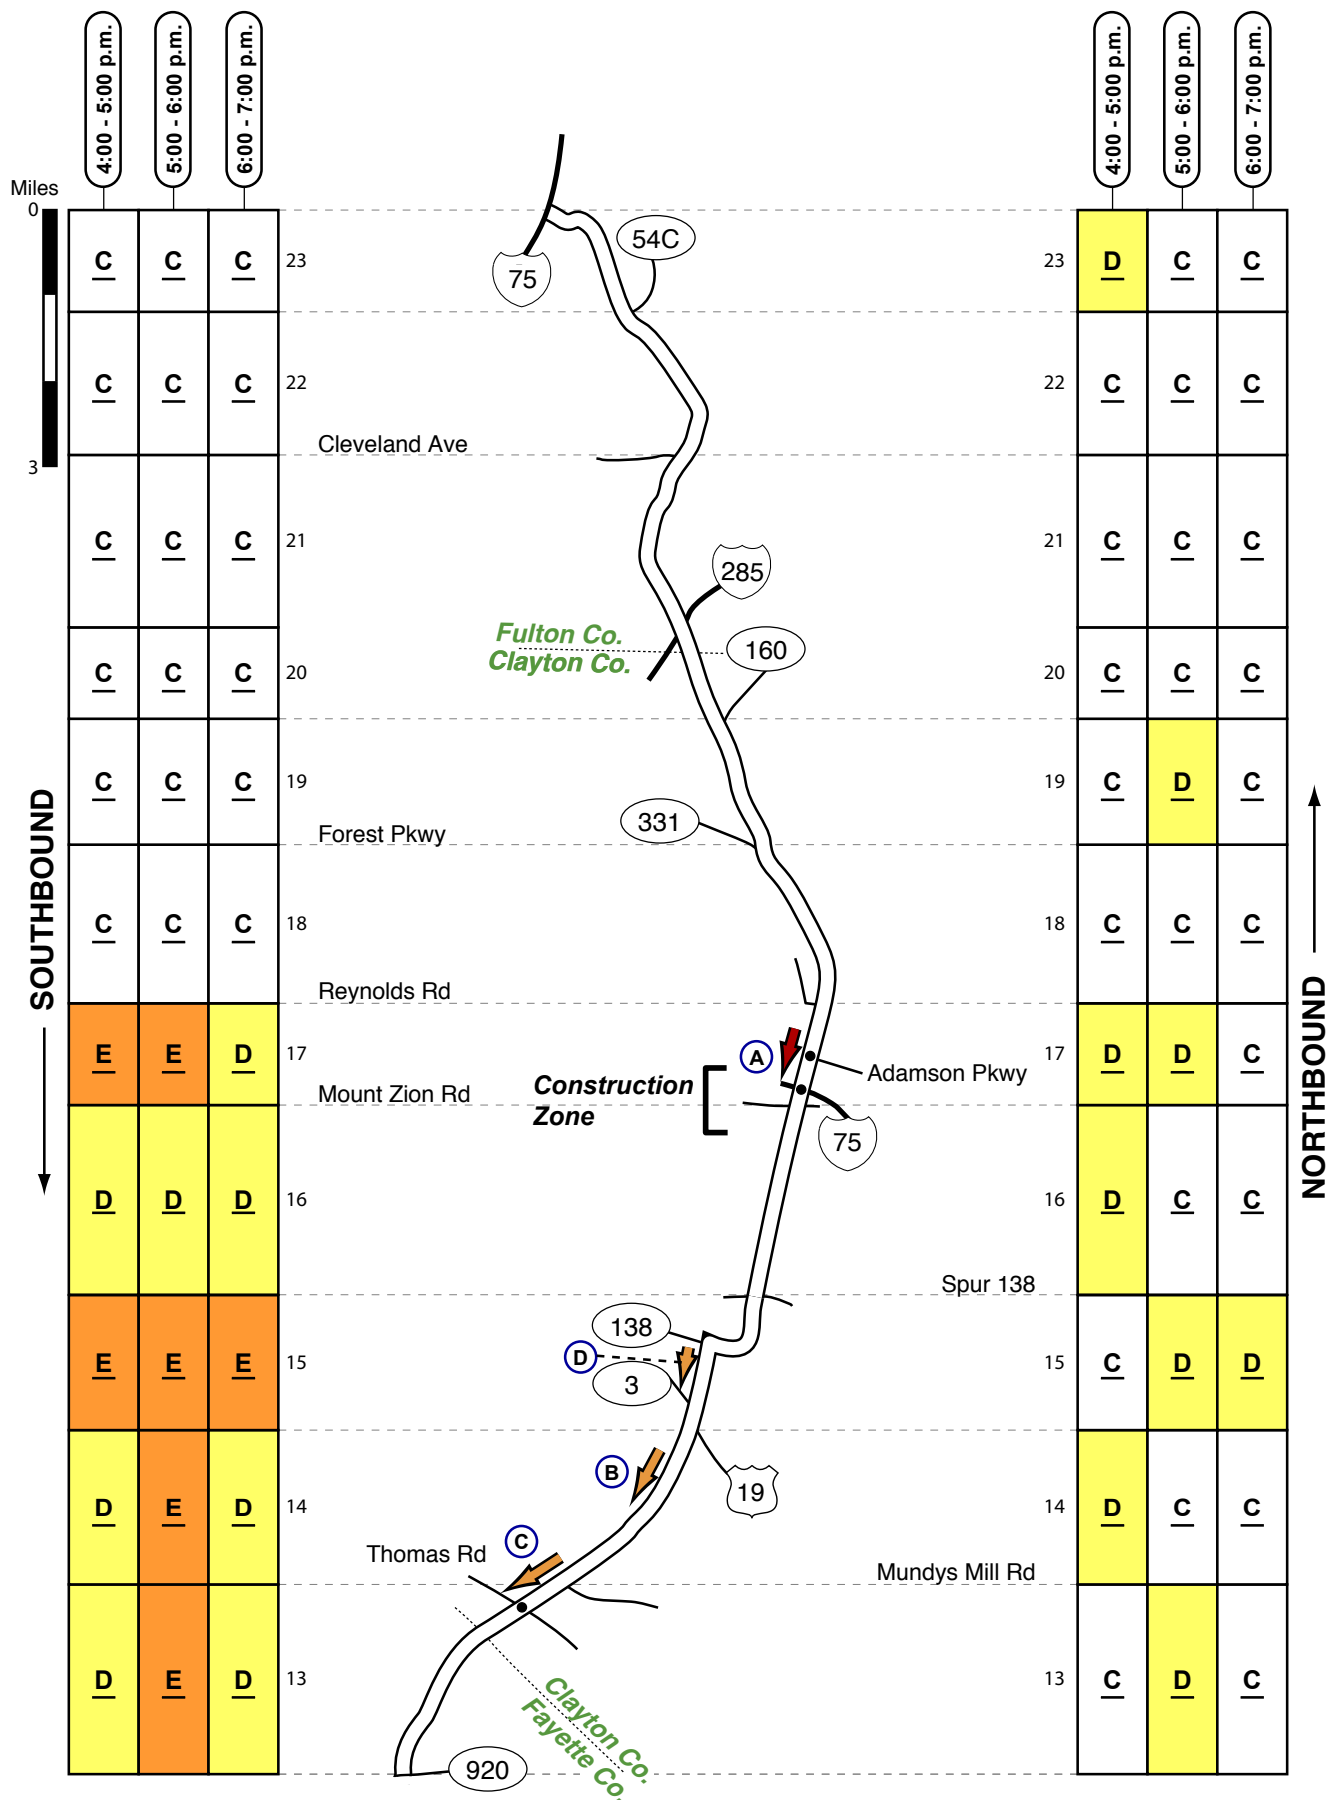 4:00 - 5:00 p.m.
5:00 - 6:00 p.m.
6:00 - 7:00 p.m.
4:00 - 5:00 p.m.
5:00 - 6:00 p.m.
6:00 - 7:00 p.m.
Miles
0
3
SOUTHBOUND
NORTHBOUND
C C C 23
54C
75
23 D C C
C C C 22
22 C C C
Cleveland Ave
C C C 21
21 C C C
285
Fulton Co.
Clayton Co.
160
C C C 20
20 C C C
C C C 19
19 C D C
331
Forest Pkwy
C C C 18
18 C C C
Reynolds Rd
E E D 17
A
17 D D C
Adamson Pkwy
Mount Zion Rd
Construction
Zone
75
D D D 16
16 D C C
Spur 138
138
D
3
E E E 15
15 C D D
B
19
D E D 14
14 D C C
C
Thomas Rd
Mundys Mill Rd
D E D 13
13 C D C
Clayton Co.
Fayette Co.
920